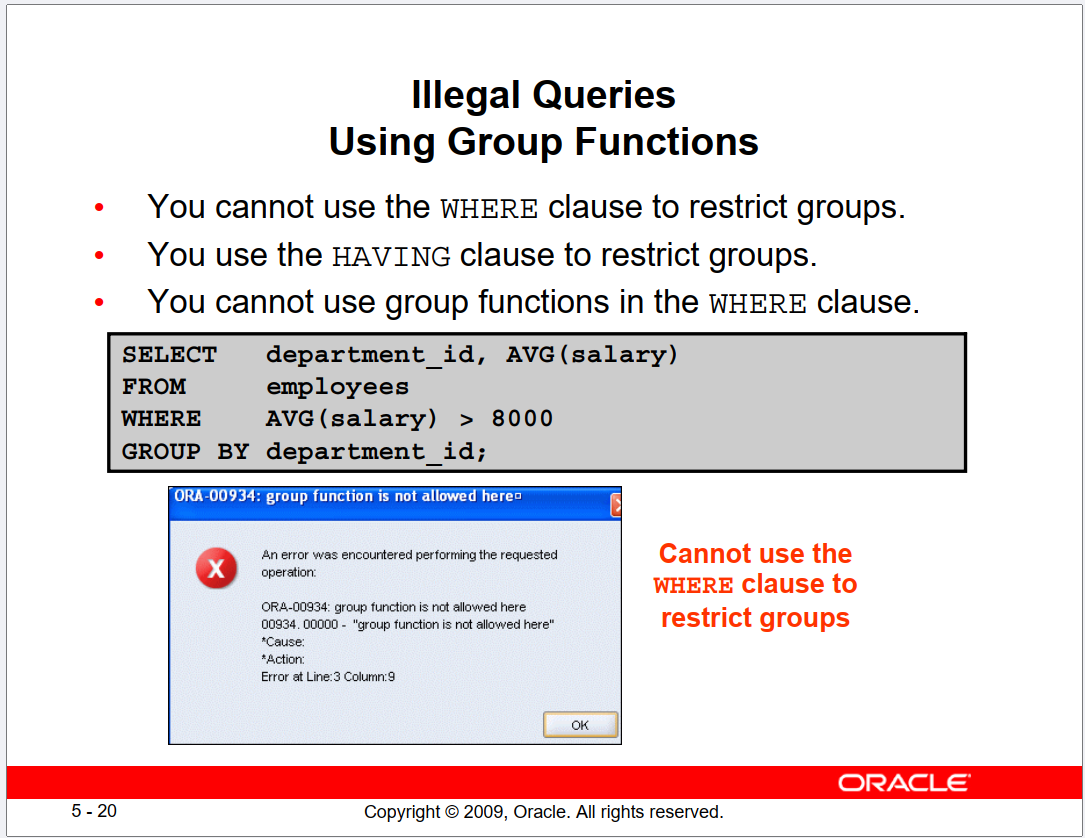 Illegal Queries
Using Group Functions
• You cannot use the WHERE clause to restrict groups.
• You use the HAVING clause to restrict groups.
• You cannot use group functions in the WHERE clause.
SELECT   department_id, AVG(salary)
FROM     employees
WHERE    AVG(salary) > 8000
GROUP BY department_id;
ORA-00934: group function is not allowed here¤
An error was encountered performing the requested
operation:
ORA-00934: group function is not allowed here
00934. 00000 -  "group function is not allowed here"
*Cause:
*Action:
Error at Line:3 Column:9
OK
Cannot use the
WHERE clause to
restrict groups
ORACLE
5 - 20
Copyright © 2009, Oracle. All rights reserved.